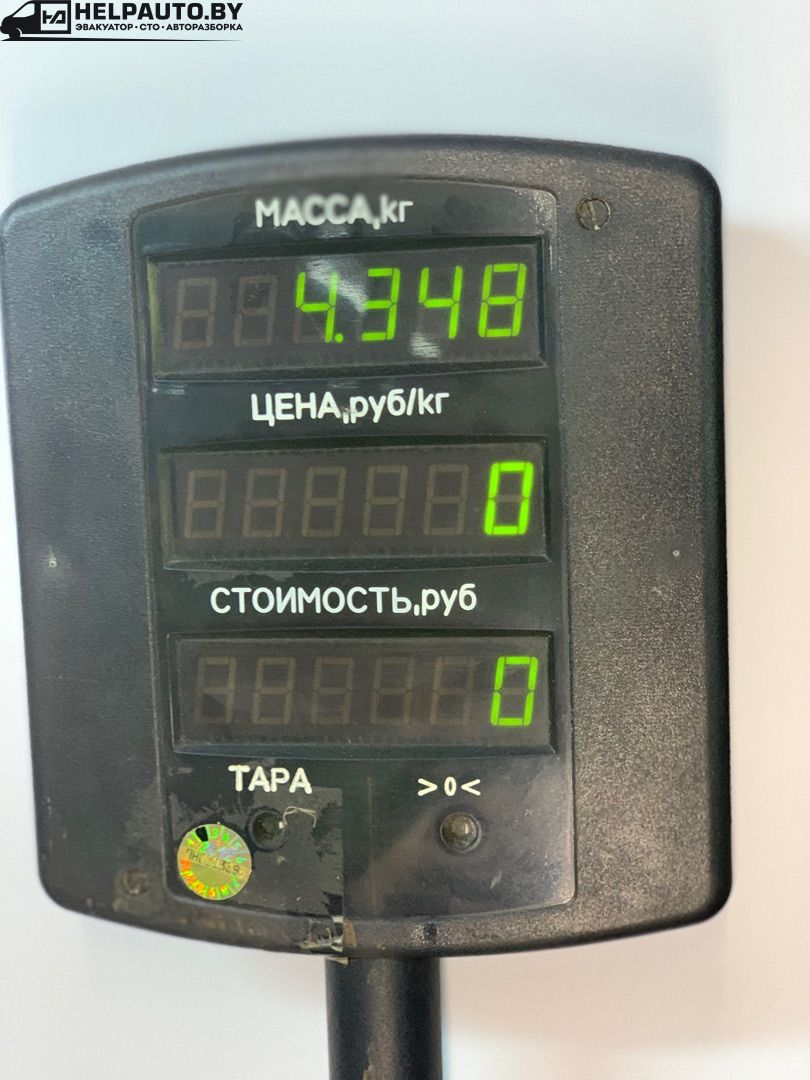 HELPAUTO.BY
ЭВАКУАТОР·СТО·АВТОРАЗБОРКА
МАССА,кг
4.348
ЦЕНА,руб/кг
0
СТОИМОСТЬ,руб
0
ТАРА >0<